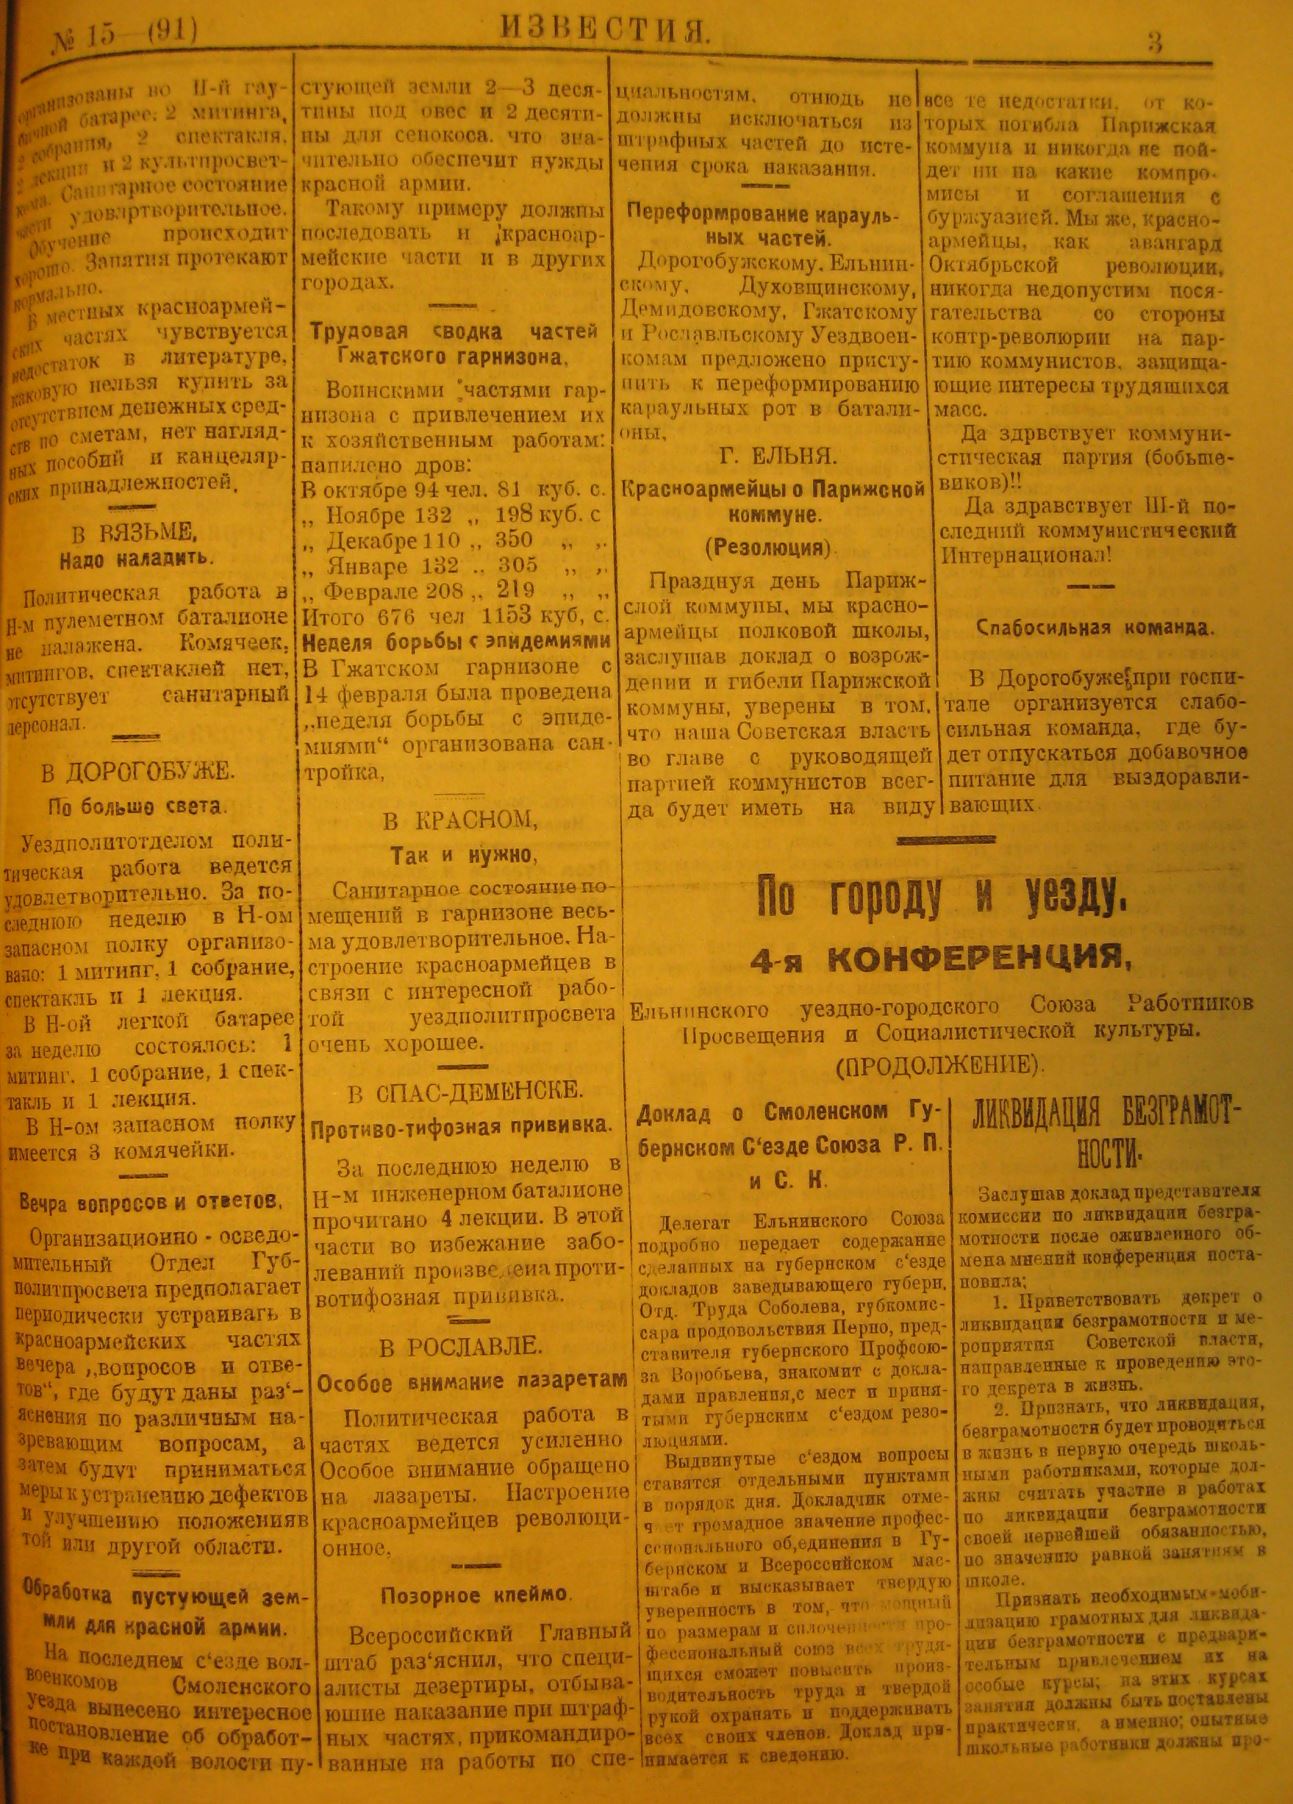 № 15 (91)
ИЗВЕСТИЯ.
3
организованы по II-й гау-
бичной батарее: 2 митинга,
2 собрания, 2 спектакля,
2 лекции и 2 культпросвет-
кома. Санитарное состояние
части удовлртворительное.
Обучение происходит
хорошо. Занятия протекают
нормально.
В местных красноармей-
ских частях чувствуется
недостаток в литературе,
каковую нельзя купить за
отсутствием денежных сред-
ств по сметам, нет нагляд-
ных пособий и канцеляр-
ских принадлежностей,
В ВЯЗЬМЕ,
Надо наладить.
Политическая работа в
Н-м пулеметном баталионе
не налажена. Комячеек,
митингов, спектаклей нет,
отсутствует санитарный
персонал.
В ДОРОГОБУЖЕ.
По больше света.
Уездполитотделом поли-
тическая работа ведется
удовлетворительно. За по-
следнюю неделю в Н-ом
запасном полку организо-
вано: 1 митинг, 1 собрание,
спектакль и 1 лекция.
В Н-ой легкой батарее
за неделю состоялось: 1
митинг, 1 собрание, 1 спек-
такль и 1 лекция.
В Н-ом запасном полку
имеется 3 комячейки.
Вечра вопросов и ответов,
Организационно - осведо-
мительный Отдел Губ-
политпросвета предполагает
периодически устраивать в
красноармейских частях
вечера „вопросов и отве-
тов“, где будут даны раз‘-
яснения по различным на-
зревающим вопросам, а
затем будут приниматься
меры к устранению дефектов
и улучшению положенияв
той или другой области.
Обработка пустующей зем-
мли для красной армии.
На последнем с‘езде вол-
военкомов Смоленского
уезда вынесено интересное
постановление об обработ-
ке при каждой волости пу-
стующей земли 2—3 деся-
тины под овес и 2 десяти-
ны для сенокоса, что зна-
чительно обеспечит нужды
красной армии.
Такому примеру должны
последовать и красноар-
мейские части и в других
городах.
Трудовая сводка частей
Гжатского гарнизона,
Воинскими частями гар-
низона с привлечением их
к хозяйственным работам:
напилено дров:
В октябре 94 чел. 81 куб. с.
„ Ноябре 132 „ 198 куб. с
„ Декабре 110 „ 350 „ „
„ Январе 132 „ 305 „ „
„ Феврале 208 „ 219 „ „
Итого 676 чел 1153 куб, с.
Неделя борьбы с эпидемиями
В Гжатском гарнизоне с
14 февраля была проведена
„неделя борьбы с эпиде-
миями“ организована сан-
тройка,
В КРАСНОМ,
Так и нужно,
Санитарное состояние по-
мещений в гарнизоне весь-
ма удовлетворительное. На-
строение красноармейцев в
связи с интересной рабо-
той уездполитпросвета
очень хорошее.
В СПАС-ДЕМЕНСКЕ.
Противо-тифозная прививка.
За последнюю неделю в
Н-м инженерном баталионе
прочитано 4 лекции. В этой
части во избежание забо-
леваний произведена проти-
вотифозная прививка.
В РОСЛАВЛЕ.
Особое внимание лазаретам
Политическая работа в
частях ведется усиленно
Особое внимание обращено
на лазареты. Настроение
красноармейцев революци-
онное,
Позорное клеймо.
Всероссийский Главный
штаб раз‘яснил, что специ-
алисты дезертиры, отбыва-
юшие наказание при штраф-
ных частях, прикомандиро-
ванные на работы по спе-
циальностям, отнюдь не
должны исключаться из
штрафных частей до исте-
чения срока наказания.
Переформрование карауль-
ных частей.
Дорогобужскому, Ельнин-
скому, Духовщинскому,
Демидовскому, Гжатскому
и Рославльскому Уездвоен-
комам предложено присту-
пить к переформированию
караульных рот в батали-
оны,
Г. ЕЛЬНЯ.
Красноармейцы о Парижской
коммуне.
(Резолюция)
Празднуя день Париж-
слой коммуны, мы красно-
армейцы полковой школы,
заслушав доклад о возрож-
дении и гибели Парижской
коммуны, уверены в том,
что наша Советская власть
во главе с руководящей
партией коммунистов всег-
да будет иметь на виду
все те недостатки, от ко-
торых погибла Парижская
коммуна и никогда не пой-
дет ни на какие компро-
мисы и соглашения с
буржуазией. Мы же, красно-
армейцы, как авангард
Октябрьской революции,
никогда недопустим пося-
гательства со стороны
контр-революрии на пар-
тию коммунистов, защища-
ющие интересы трудящихся
масс.
Да здрвствует коммуни-
стическая партия (бобьше-
виков)!!
Да здравствует III-й по-
следний коммунистический
Интернационал!
Слабосильная команда.
В Дорогобуже при госпи-
тале организуется слабо-
сильная команда, где бу-
дет отпускаться добавочное
питание для выздоравли-
вающих.
По городу и уезду.
4-я КОНФЕРЕНЦИЯ,
Ельнинского уездно-городского Союза Работников
Просвещения и Социалистической культуры.
(ПРОДОЛЖЕНИЕ).
Доклад о Смоленском Гу-
бернском С‘езде Союза Р. П.
и С. К.
Делегат Ельнинского Союза
подробно передает содержание
сделанных на губернском с‘езде
докладов заведывающего губерн.
Отд. Труда Соболева, губкомис-
сара продовольствия Перно, пред-
ставителя губернского Профсою-
за Воробьева, знакомит с докла-
дами правления, с мест и приня-
тыми губернским с‘ездом резо-
люциями.
Выдвинутые с‘ездом вопросы
ставятся отдельными пунктами
в порядок дня. Докладчик отме-
ч ет громадное значение профес-
сионального об,единения в Гу-
бернском и Всероссийском мас-
штабе и высказывает твердую
уверенность в том, что мощный
по размерам и сплоченности про-
фессиональный союз всех трудя-
щихся сможет повысить произ-
водительность труда и твердой
рукой охранять и поддерживать
всех своих членов. Доклад при-
нимается к сведению.
ЛИКВИДАЦИЯ БЕЗГРАМОТ-
НОСТИ.
Заслушав доклад представителя
комиссии по ликвидации безгра-
мотности после оживленного об-
мена мнений конференция поста-
новила;
1. Приветствовать декрет о
ликвидации безграмотности и ме-
роприятия Советской власти,
направленные к проведению это-
го декрета в жизнь.
2. Признать, что ликвидация,
безграмотности будет проводиться
в жизнь в первую очередь школь-
ными работниками, которые дол-
жны считать участие в работах
по ликвидации безграмотности
своей первейшей обязанностью,
по значению равной занятиям в
школе.
Признать необходимым моби-
лизацию грамотных для ликвида-
ции безграмотности с предвари-
тельным привлечением их на
особые курсы; на этих курсах
занятия должны быть поставлены
практически, а именно; опытные
школьные работники должны про-